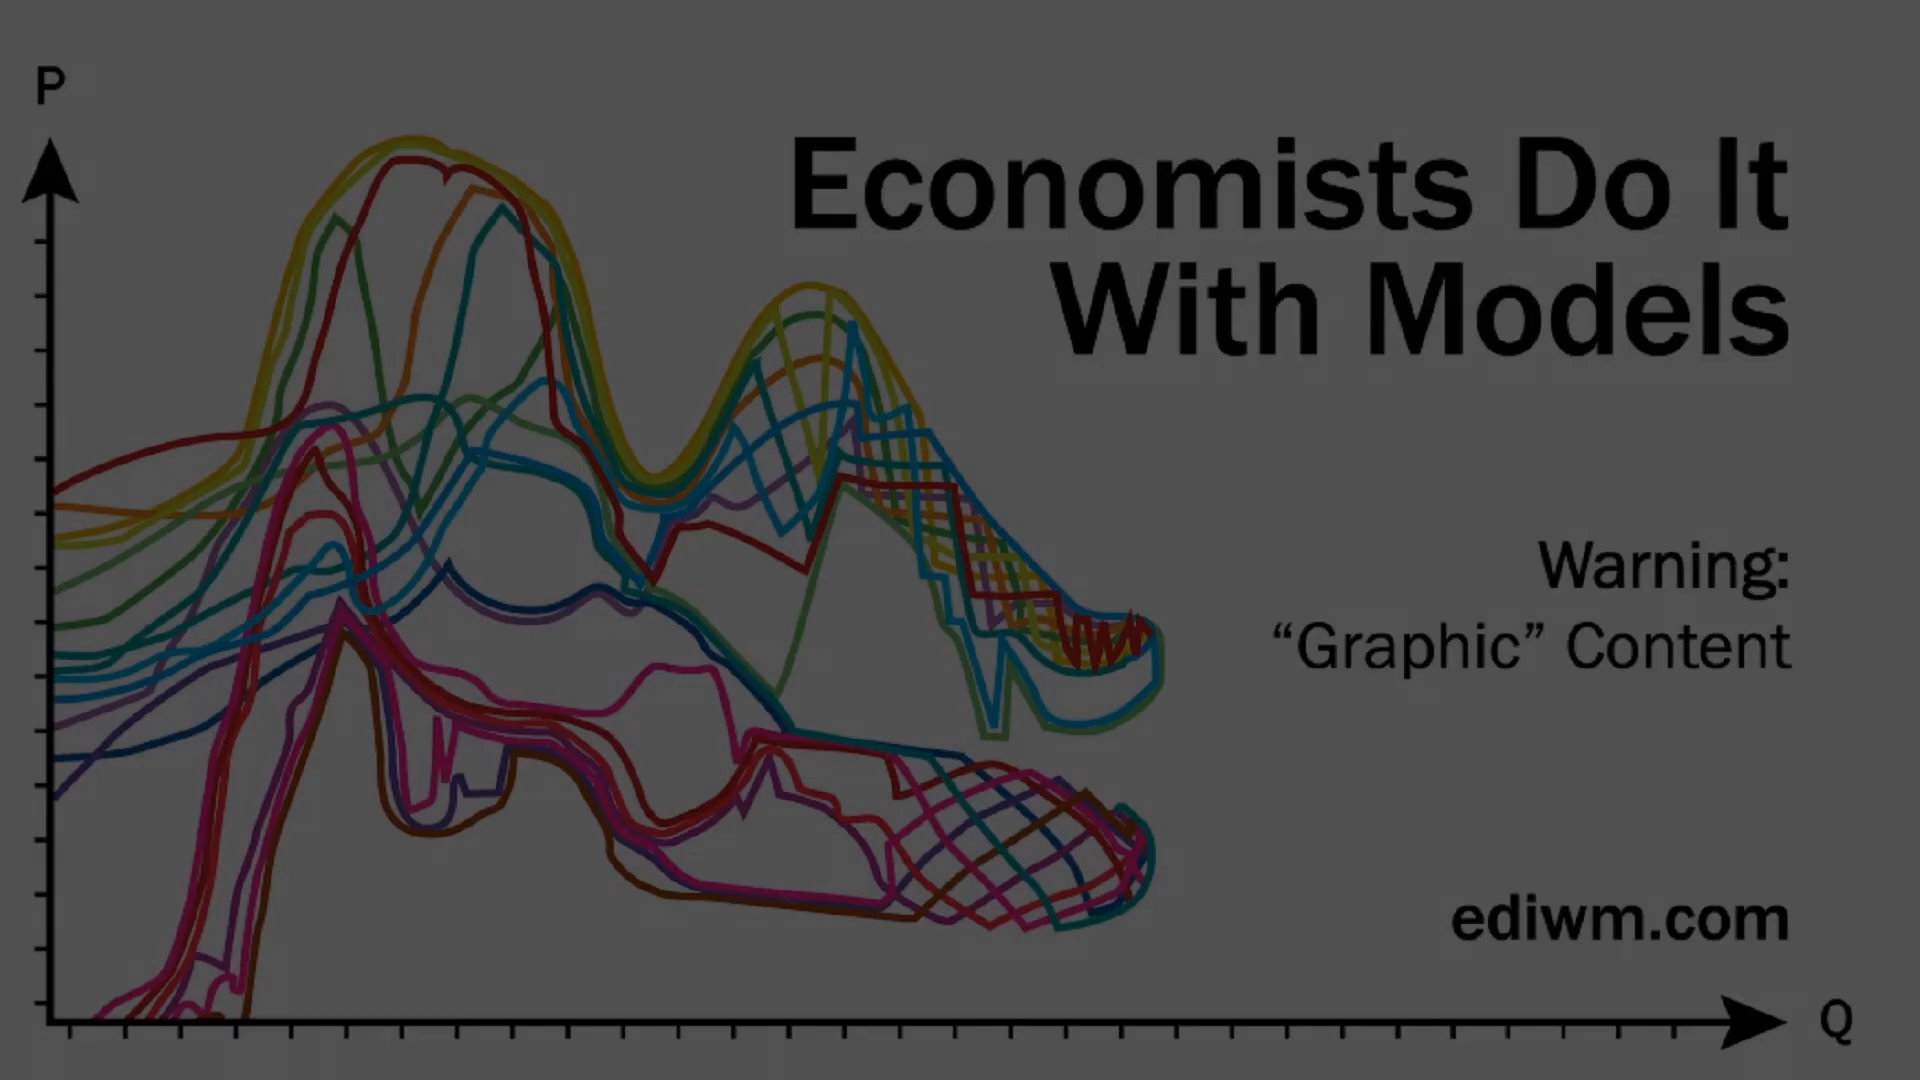 P
Economists Do It
With Models
Warning:
“Graphic” Content
ediwm.com
Q